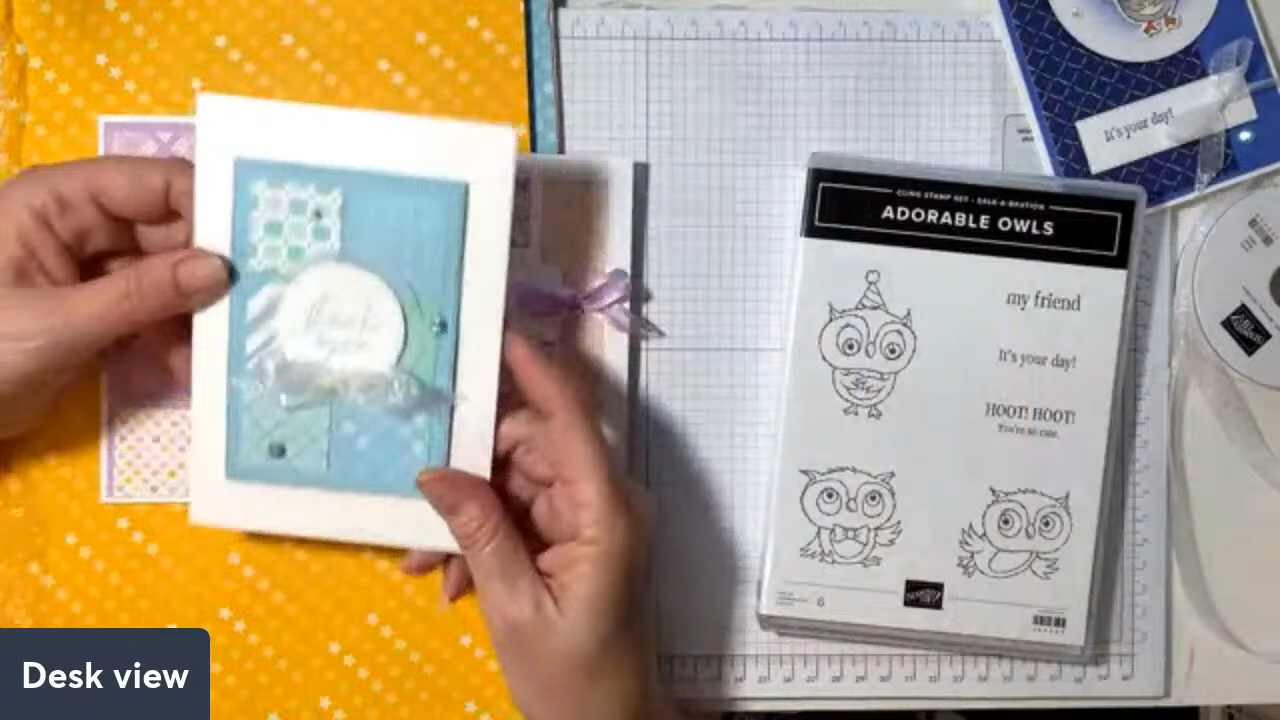 It's your day!
CLING STAMP SET • SALE-A-BRATION
ADORABLE OWLS
my friend
It's your day!
HOOT! HOOT!
You're so cute.
6
Desk view